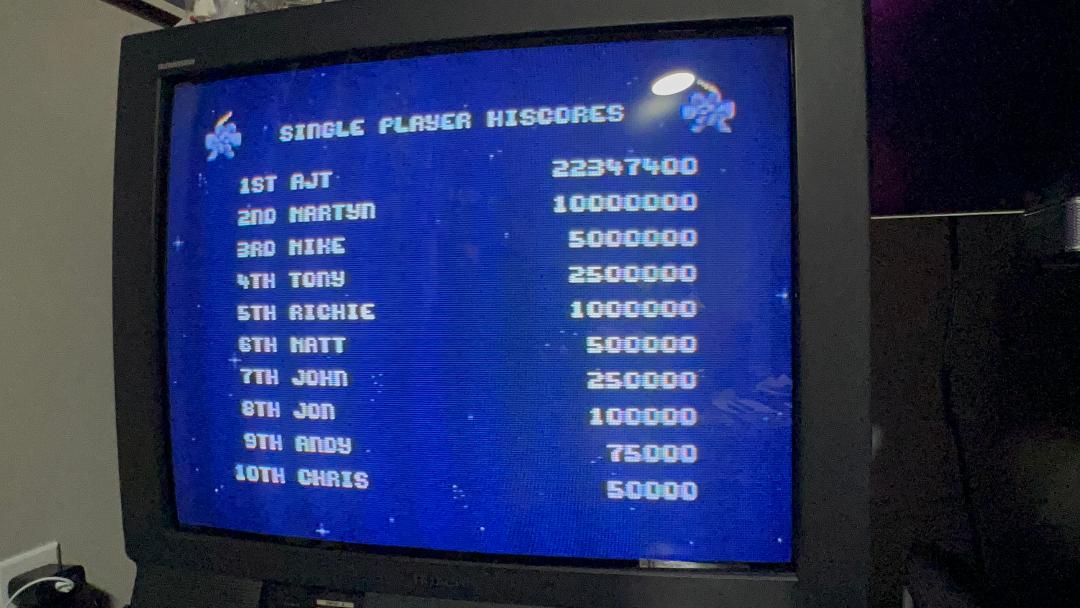 SINGLE PLAYER HISCORES
1ST AJT 22347400
2ND MARTYN 10000000
3RD MIKE 5000000
4TH TONY 2500000
5TH RICHIE 1000000
6TH MATT 500000
7TH JOHN 250000
8TH JON 100000
9TH ANDY 75000
10TH CHRIS 50000